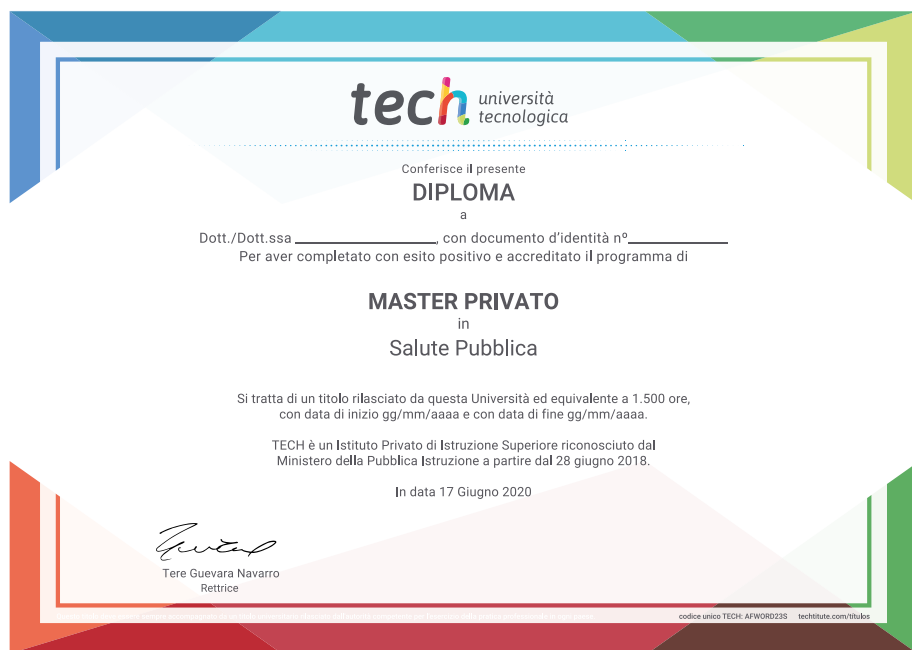 tech università
tecnologica
Conferisce il presente
DIPLOMA
a
Dott./Dott.ssa ____________, con documento d'identità nº____________
Per aver completato con esito positivo e accreditato il programma di
MASTER PRIVATO
in
Salute Pubblica
Si tratta di un titolo rilasciato da questa Università ed equivalente a 1.500 ore,
con data di inizio gg/mm/aaaa e con data di fine gg/mm/aaaa.
TECH è un Istituto Privato di Istruzione Superiore riconosciuto dal
Ministero della Pubblica Istruzione a partire dal 28 giugno 2018.
In data 17 Giugno 2020
Tere Guevara Navarro
Rettrice
codice unico TECH: AFWORD23S techtitute.com/titulos